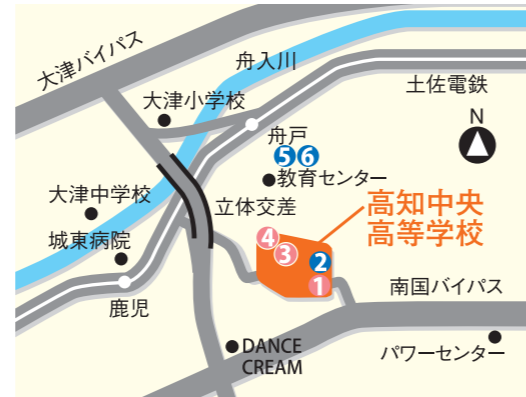 大津バイパス
舟入川
土佐電鉄
大津小学校
N
舟戸
5 6
教育センター
大津中学校
立体交差
高知中央
高等学校
城東病院
4
3
2
1
鹿児
南国バイパス
DANCE
CREAM
パワーセンター